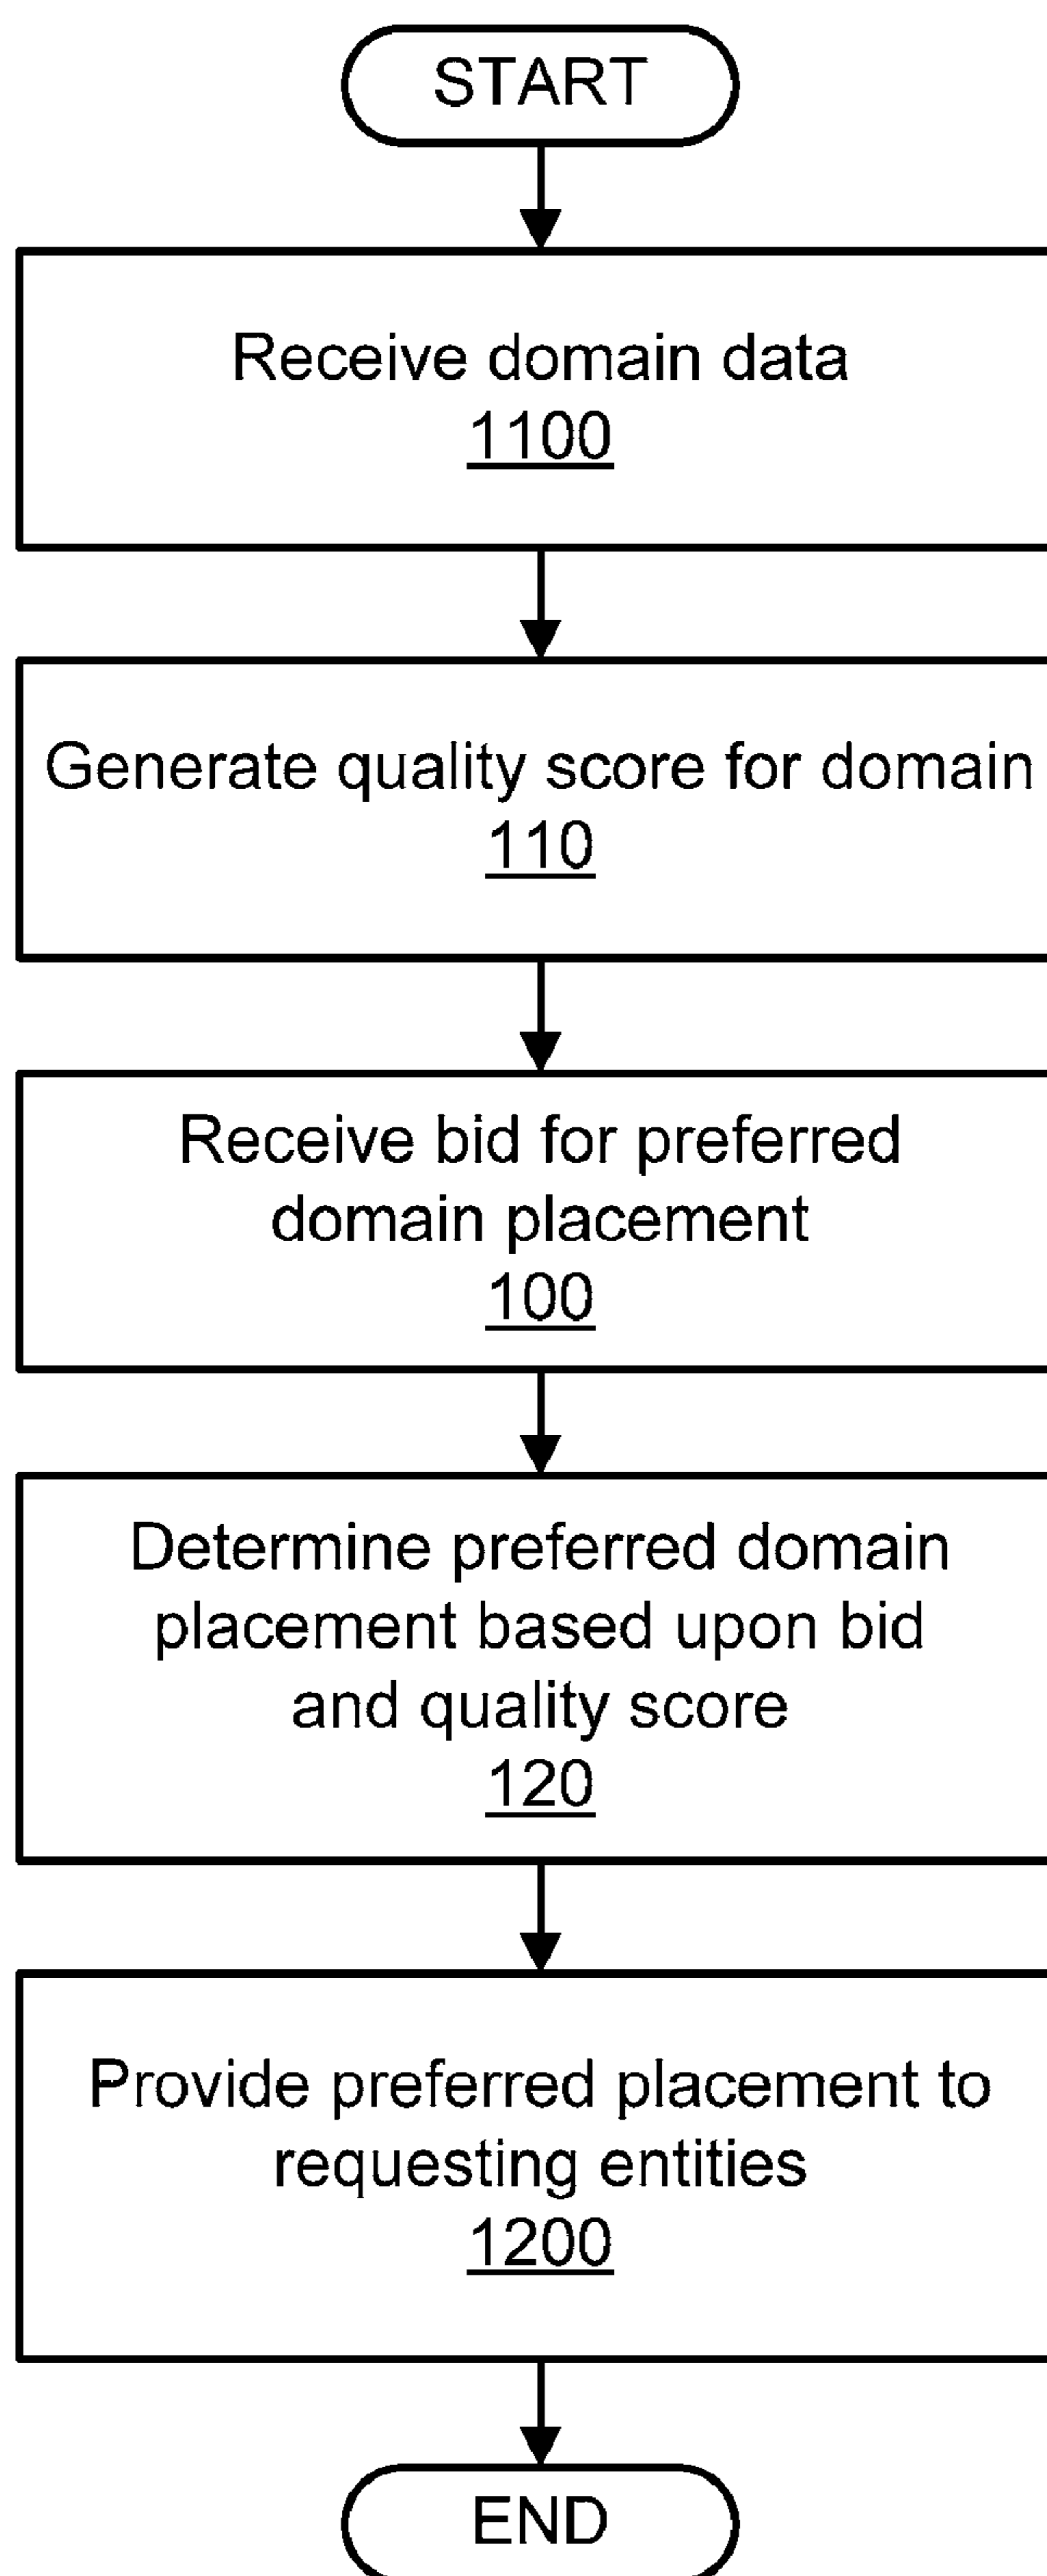 START
Receive domain data
1100
Generate quality score for domain
110
Receive bid for preferred
domain placement
100
Determine preferred domain
placement based upon bid
and quality score
120
Provide preferred placement to
requesting entities
1200
END